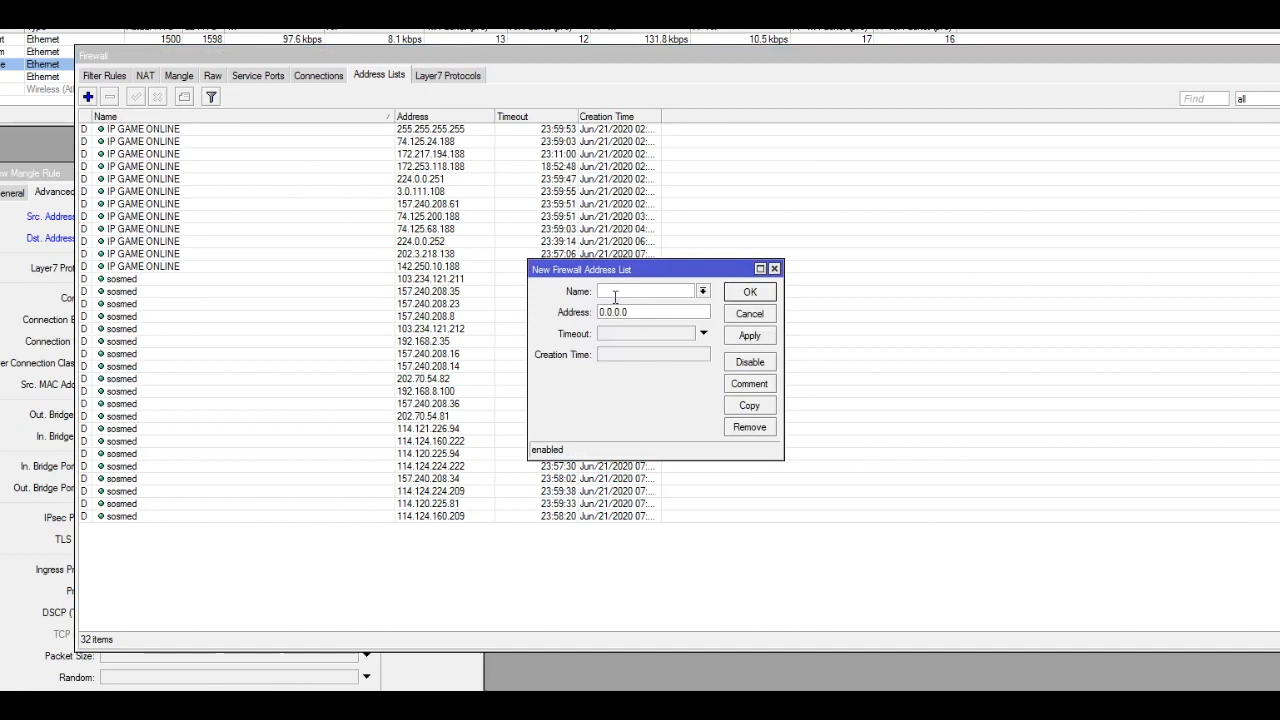 Type
Ethernet 1500 1598 97.6 kbps 8.1 kbps 13 12 131.8 kbps 10.5 kbps 17 16
Ethernet
Ethernet
Ethernet
Wireless (At
Firewall
Filter Rules NAT Mangle Raw Service Ports Connections Address Lists Layer7 Protocols
Find all
Name / Address Timeout Creation Time
D IP GAME ONLINE 255.255.255.255 23:59:53 Jun/21/2020 02:...
D IP GAME ONLINE 74.125.24.188 23:59:03 Jun/21/2020 02:...
D IP GAME ONLINE 172.217.194.188 23:11:00 Jun/21/2020 02:...
D IP GAME ONLINE 172.253.118.188 18:52:48 Jun/21/2020 02:...
D IP GAME ONLINE 224.0.0.251 23:59:47 Jun/21/2020 02:...
D IP GAME ONLINE 3.0.111.108 23:59:55 Jun/21/2020 02:...
D IP GAME ONLINE 157.240.208.61 23:59:51 Jun/21/2020 02:...
D IP GAME ONLINE 74.125.200.188 23:59:51 Jun/21/2020 03:...
D IP GAME ONLINE 74.125.68.188 23:59:03 Jun/21/2020 04:...
D IP GAME ONLINE 224.0.0.252 23:39:14 Jun/21/2020 06:...
D IP GAME ONLINE 202.3.218.138 23:57:06 Jun/21/2020 07:...
D IP GAME ONLINE 142.250.10.188
D sosmed 103.234.121.211
D sosmed 157.240.208.35
D sosmed 157.240.208.23
D sosmed 157.240.208.8
D sosmed 103.234.121.212
D sosmed 192.168.2.35
D sosmed 157.240.208.16
D sosmed 157.240.208.14
D sosmed 202.70.54.82
D sosmed 192.168.8.100
D sosmed 157.240.208.36
D sosmed 202.70.54.81
D sosmed 114.121.226.94
D sosmed 114.124.160.222
D sosmed 114.120.225.94
D sosmed 114.124.224.222 23:57:30 Jun/21/2020 07:...
D sosmed 157.240.208.34 23:58:02 Jun/21/2020 07:...
D sosmed 114.124.224.209 23:59:38 Jun/21/2020 07:...
D sosmed 114.120.225.81 23:59:33 Jun/21/2020 07:...
D sosmed 114.124.160.209 23:58:20 Jun/21/2020 07:...
32 items
New Firewall Address List
Name: OK
Address: 0.0.0.0 Cancel
Timeout: Apply
Creation Time:
Disable
Comment
Copy
Remove
enabled
ew Mangle Rule
eneral Advanced
Src. Address
Dst. Address
Layer7 Prot
Con
Connection B
Connection
er Connection Clas
Src. MAC Add
Out. Bridge
In. Bridge
In. Bridge Por
Out. Bridge Por
IPsec P
TLS
Ingress Pr
Pr
DSCP (T
TCP
Packet Size:
Random: